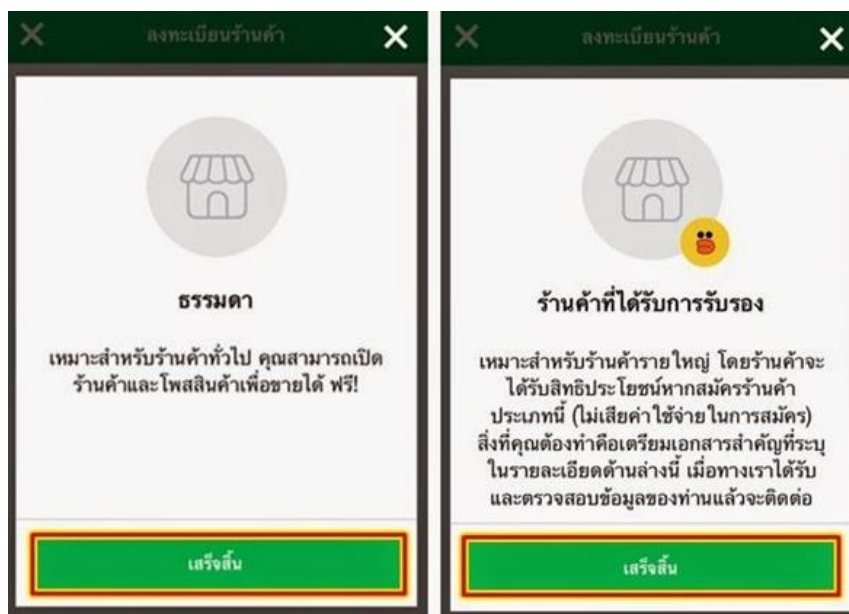 ลงทะเบียนร้านค้า
ธรรมดา
เหมาะสำหรับร้านค้าทั่วไป คุณสามารถเปิด
ร้านค้าและโพสสินค้าเพื่อขายได้ ฟรี!
เสร็จสิ้น
ลงทะเบียนร้านค้า
ร้านค้าที่ได้รับการรับรอง
เหมาะสำหรับร้านค้ารายใหญ่ โดยร้านค้าจะ
ได้รับสิทธิประโยชน์หากสมัครร้านค้า
ประเภทนี้ (ไม่เสียค่าใช้จ่ายในการสมัคร)
สิ่งที่คุณต้องทำคือเตรียมเอกสารสำคัญที่ระบุ
ในรายละเอียดด้านล่างนี้ เมื่อทางเราได้รับ
และตรวจสอบข้อมูลของท่านแล้วจะติดต่อ
เสร็จสิ้น